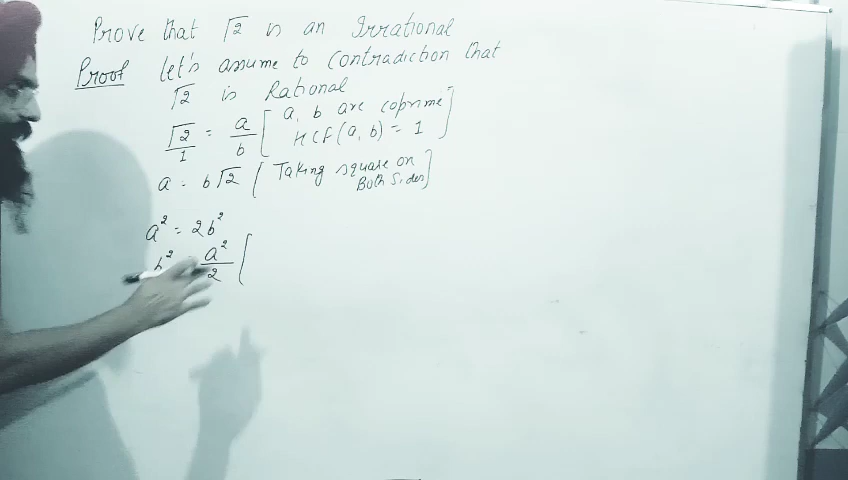 Prove that √2 is an Irrational
Proof let's assume to contradiction that
√2 is Rational
√2/1 = a/b [a, b are coprime
HCF(a, b) = 1]
a = b√2 [Taking square on
Both Sides]
a² = 2b²
b² = a²/2 [